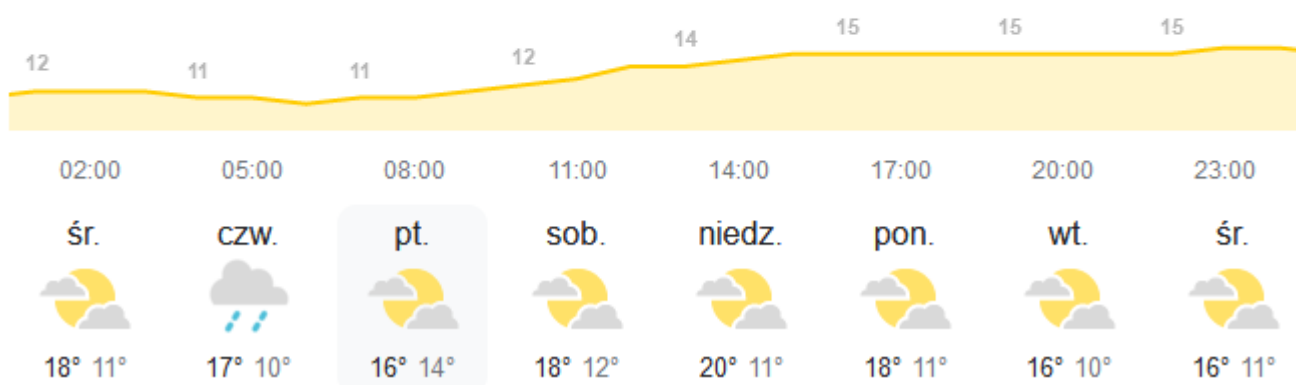 12 11 11 12 14 15 15 15
02:00 05:00 08:00 11:00 14:00 17:00 20:00 23:00
śr. czw. pt. sob. niedz. pon. wt. śr.
18° 11° 17° 10° 16° 14° 18° 12° 20° 11° 18° 11° 16° 10° 16° 11°